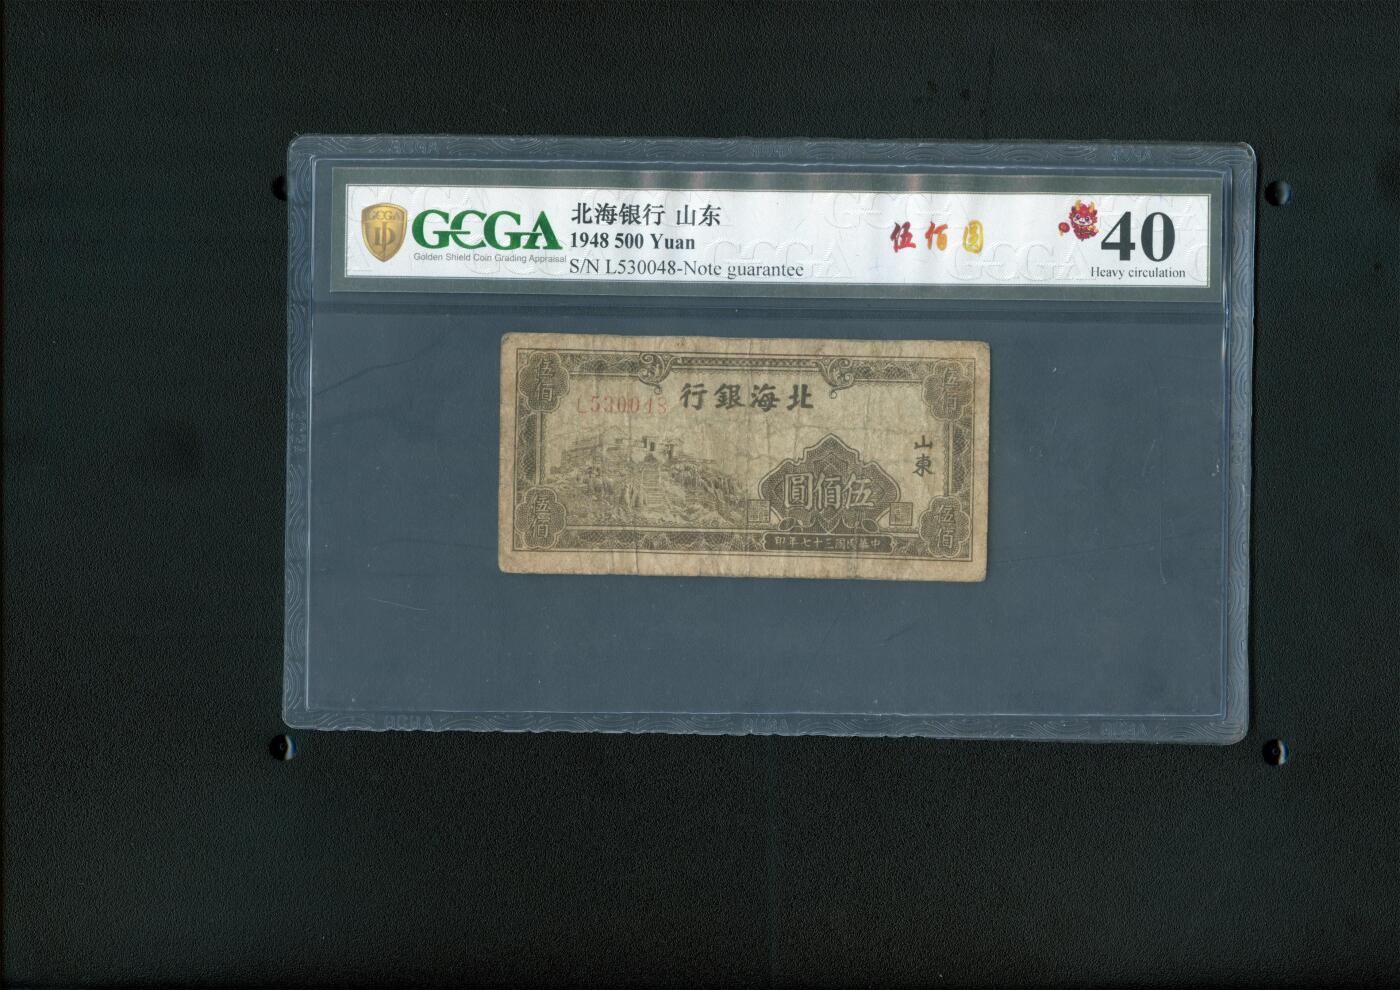 GCGA
Golden Shield Coin Grading Appraisal
北海银行 山东
1948 500 Yuan
S/N L530048-Note guarantee
伍佰圆
40
Heavy circulation
伍佰
L530048
行銀海北
伍佰
山東
圓佰伍
伍佰
伍佰
印年七十三國民華中